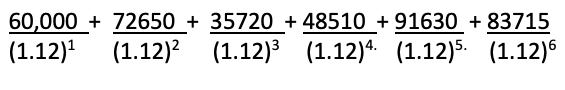 60,000 + 72650 + 35720 + 48510 + 91630 + 83715
(1.12)¹ (1.12)² (1.12)³ (1.12)⁴· (1.12)⁵· (1.12)⁶